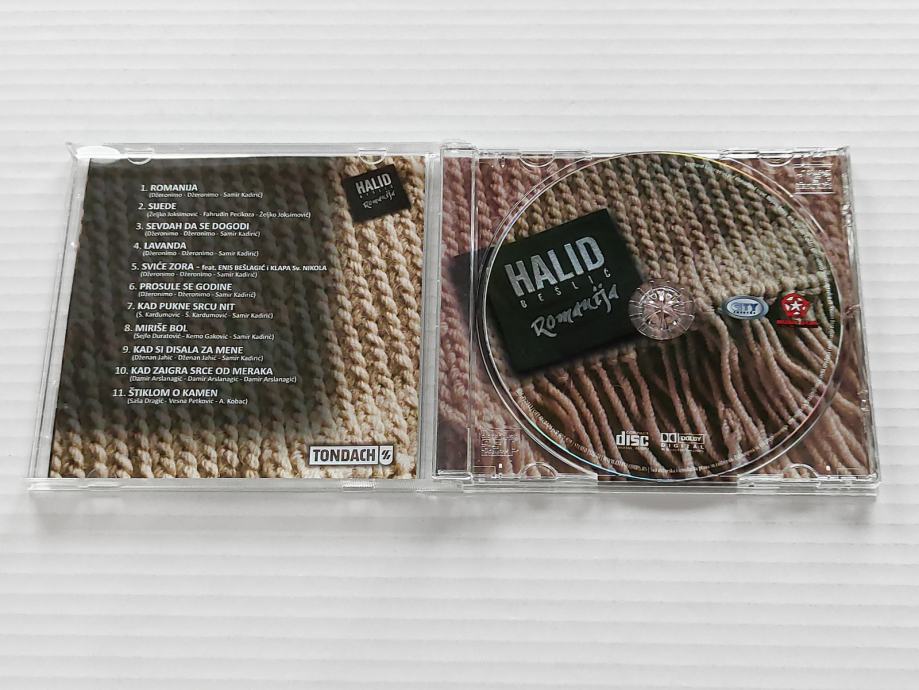 1. ROMANIJA
(Džeronimo - Džeronimo - Samir Kadirić)
2. SUEDE
(Željko Joksimović - Fahrudin Pecikoza - Željko Joksimović)
3. SEVDAH DA SE DOGODI
(Džeronimo - Džeronimo - Samir Kadirić)
4. LAVANDA
(Džeronimo - Džeronimo - Samir Kadirić)
5. SVIĆE ZORA - feat. ENIS BEŠLAGIĆ i KLAPA Sv. NIKOLA
(Džeronimo - Džeronimo - Samir Kadirić)
6. PROSULE SE GODINE
(Džeronimo - Džeronimo - Samir Kadirić)
7. KAD PUKNE SRCU NIT
(S. Kardumović - S. Kardumović - Samir Kadirić)
8. MIRIŠE BOL
(Sejfo Duratović - Kemo Gaković - Samir Kadirić)
9. KAD SI DISALA ZA MENE
(Dženan Jahić - Dženan Jahić - Samir Kadirić)
10. KAD ZAIGRA SRCE OD MERAKA
(Damir Arslanagić - Damir Arslanagic - Damir Arslanagić)
11. ŠTIKLOM O KAMEN
(Saša Dragić - Vesna Petković - A. Kobac)
HALID
BEŠLIĆ
Romanija
TONDACH
HALID
BEŠLIĆ
Romanija
CITY
COMPACT
disc
DOLBY
DIGITAL